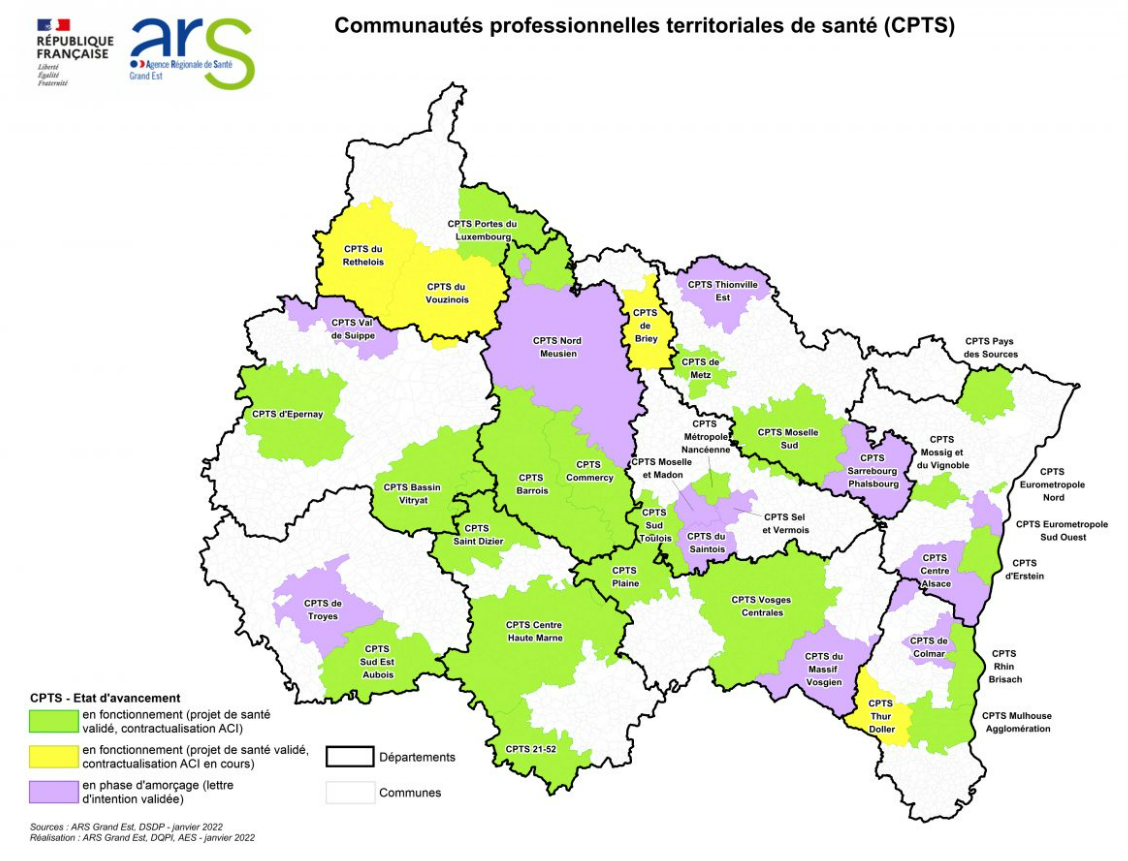 Communautés professionnelles territoriales de santé (CPTS)
RÉPUBLIQUE
FRANÇAISE
Liberté
Égalité
Fraternité
ars
Agence Régionale de Santé
Grand Est
CPTS Portes du
Luxembourg
CPTS du
Rethelois
CPTS du
Vouzinois
CPTS Thionville
Est
CPTS Val
de Suippe
CPTS
de
Briey
CPTS Nord
Meusien
CPTS Pays
des Sources
CPTS de
Metz
CPTS d'Epernay
CPTS
Métropole
Nancéenne
CPTS Moselle
Sud
CPTS
Mossig et
du Vignoble
CPTS Moselle
et Madon
CPTS
Sarrebourg
Phalsbourg
CPTS
Commercy
CPTS
Barrois
CPTS Bassin
Vitryat
CPTS
Eurometropole
Nord
CPTS
Sud
Toulois
CPTS Sel
et Vermois
CPTS Eurometropole
Sud Ouest
CPTS
Saint Dizier
CPTS du
Saintois
CPTS
Centre
Alsace
CPTS
d'Erstein
CPTS
Plaine
CPTS de
Troyes
CPTS Vosges
Centrales
CPTS Centre
Haute Marne
CPTS de
Colmar
CPTS
Sud Est
Aubois
CPTS du
Massif
Vosgien
CPTS
Rhin
Brisach
CPTS
Thur
Doller
CPTS Mulhouse
Agglomération
CPTS 21-52
CPTS - Etat d'avancement
en fonctionnement (projet de santé
validé, contractualisation ACI)
en fonctionnement (projet de santé validé,
contractualisation ACI en cours)
en phase d'amorçage (lettre
d'intention validée)
Départements
Communes
Sources : ARS Grand Est, DSDP - janvier 2022
Réalisation : ARS Grand Est, DQPI, AES - janvier 2022